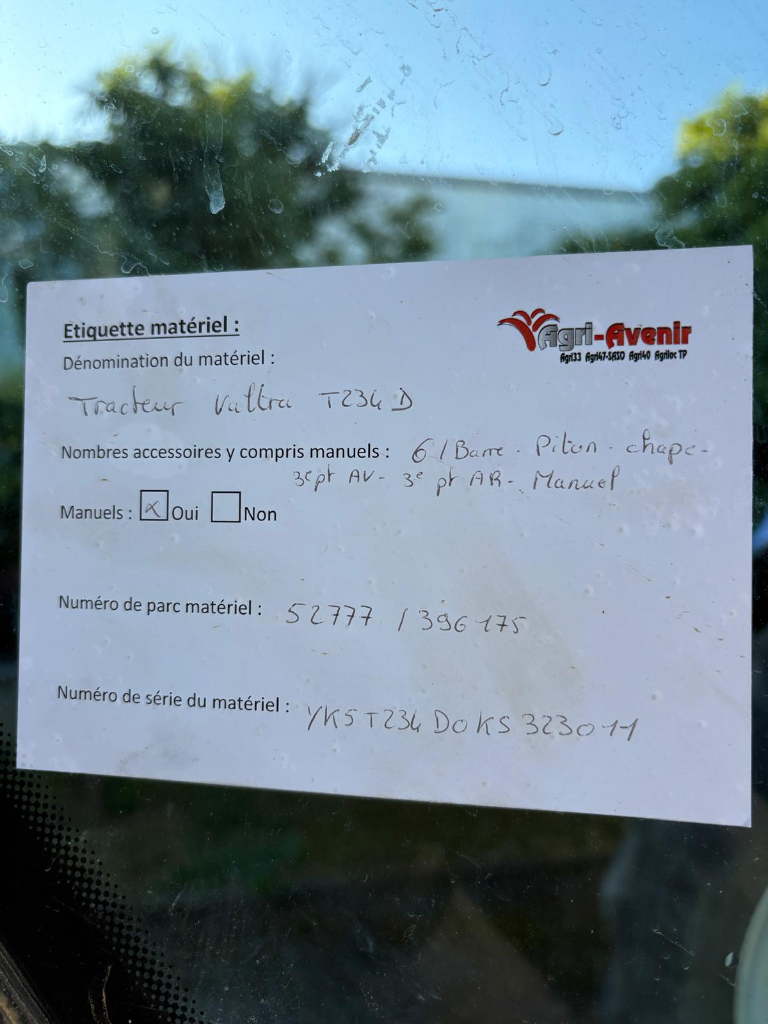 Etiquette matériel :
Agri-Avenir
Agri33 Agri47-SA3O Agri40 Agriloc TP
Dénomination du matériel :
Tracteur Valtra T234 D
Nombres accessoires y compris manuels : 6 / Barre - Piton - chape -
3e pt AV - 3e pt AR - Manuel
Manuels : x Oui Non
Numéro de parc matériel : 52777 / 396175
Numéro de série du matériel : YK5T234D0KS323011